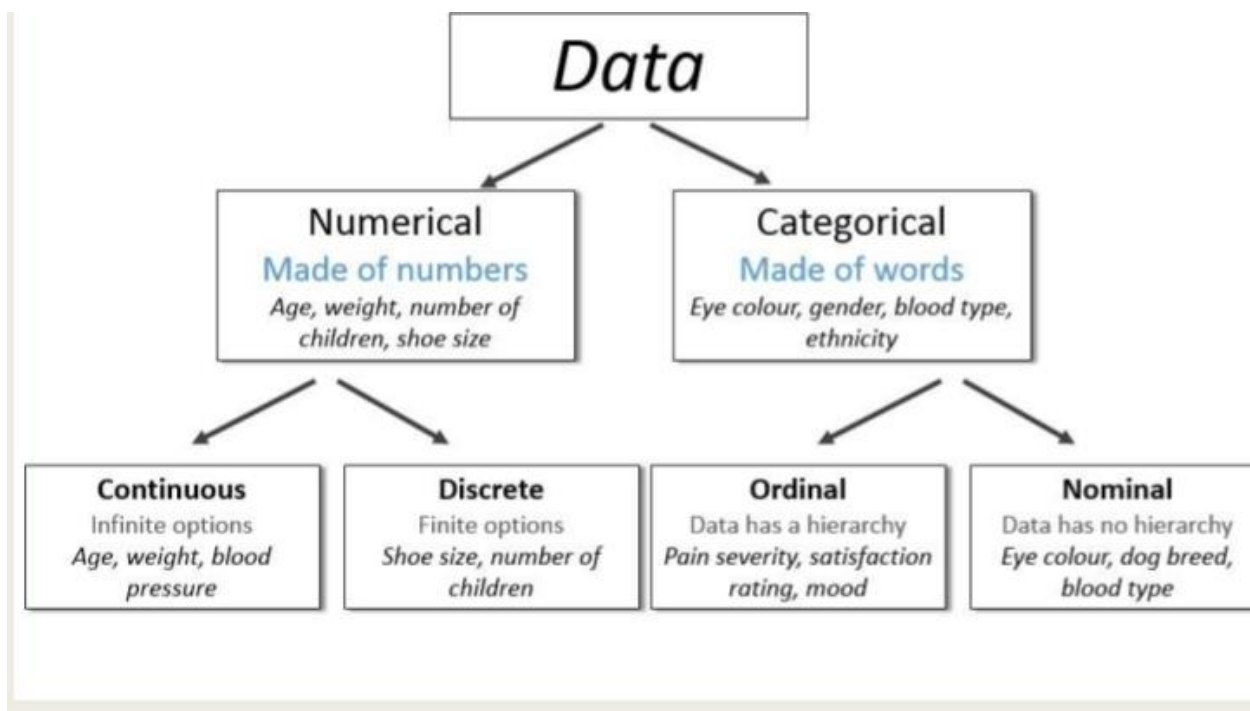 Data
Numerical
Made of numbers
Age, weight, number of
children, shoe size
Categorical
Made of words
Eye colour, gender, blood type,
ethnicity
Continuous
Infinite options
Age, weight, blood
pressure
Discrete
Finite options
Shoe size, number of
children
Ordinal
Data has a hierarchy
Pain severity, satisfaction
rating, mood
Nominal
Data has no hierarchy
Eye colour, dog breed,
blood type